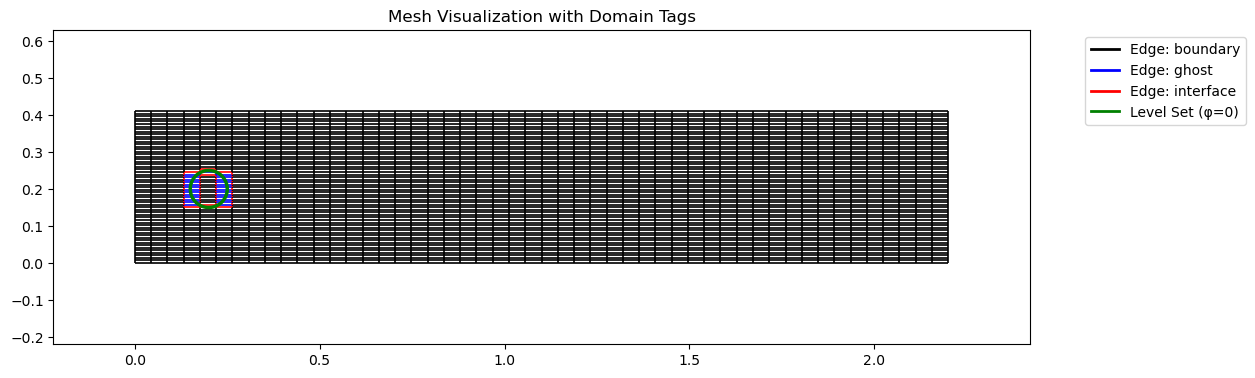 Mesh Visualization with Domain Tags
0.6
0.5
0.4
0.3
0.2
0.1
0.0
−0.1
−0.2
0.0
0.5
1.0
1.5
2.0
Edge: boundary
Edge: ghost
Edge: interface
Level Set (φ=0)